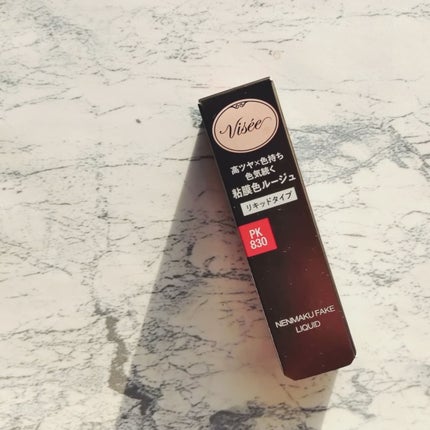 Visée
高ツヤ×色持ち
色気続く
粘膜色ルージュ
リキッドタイプ
PK
830
NENMAKU FAKE
LIQUID